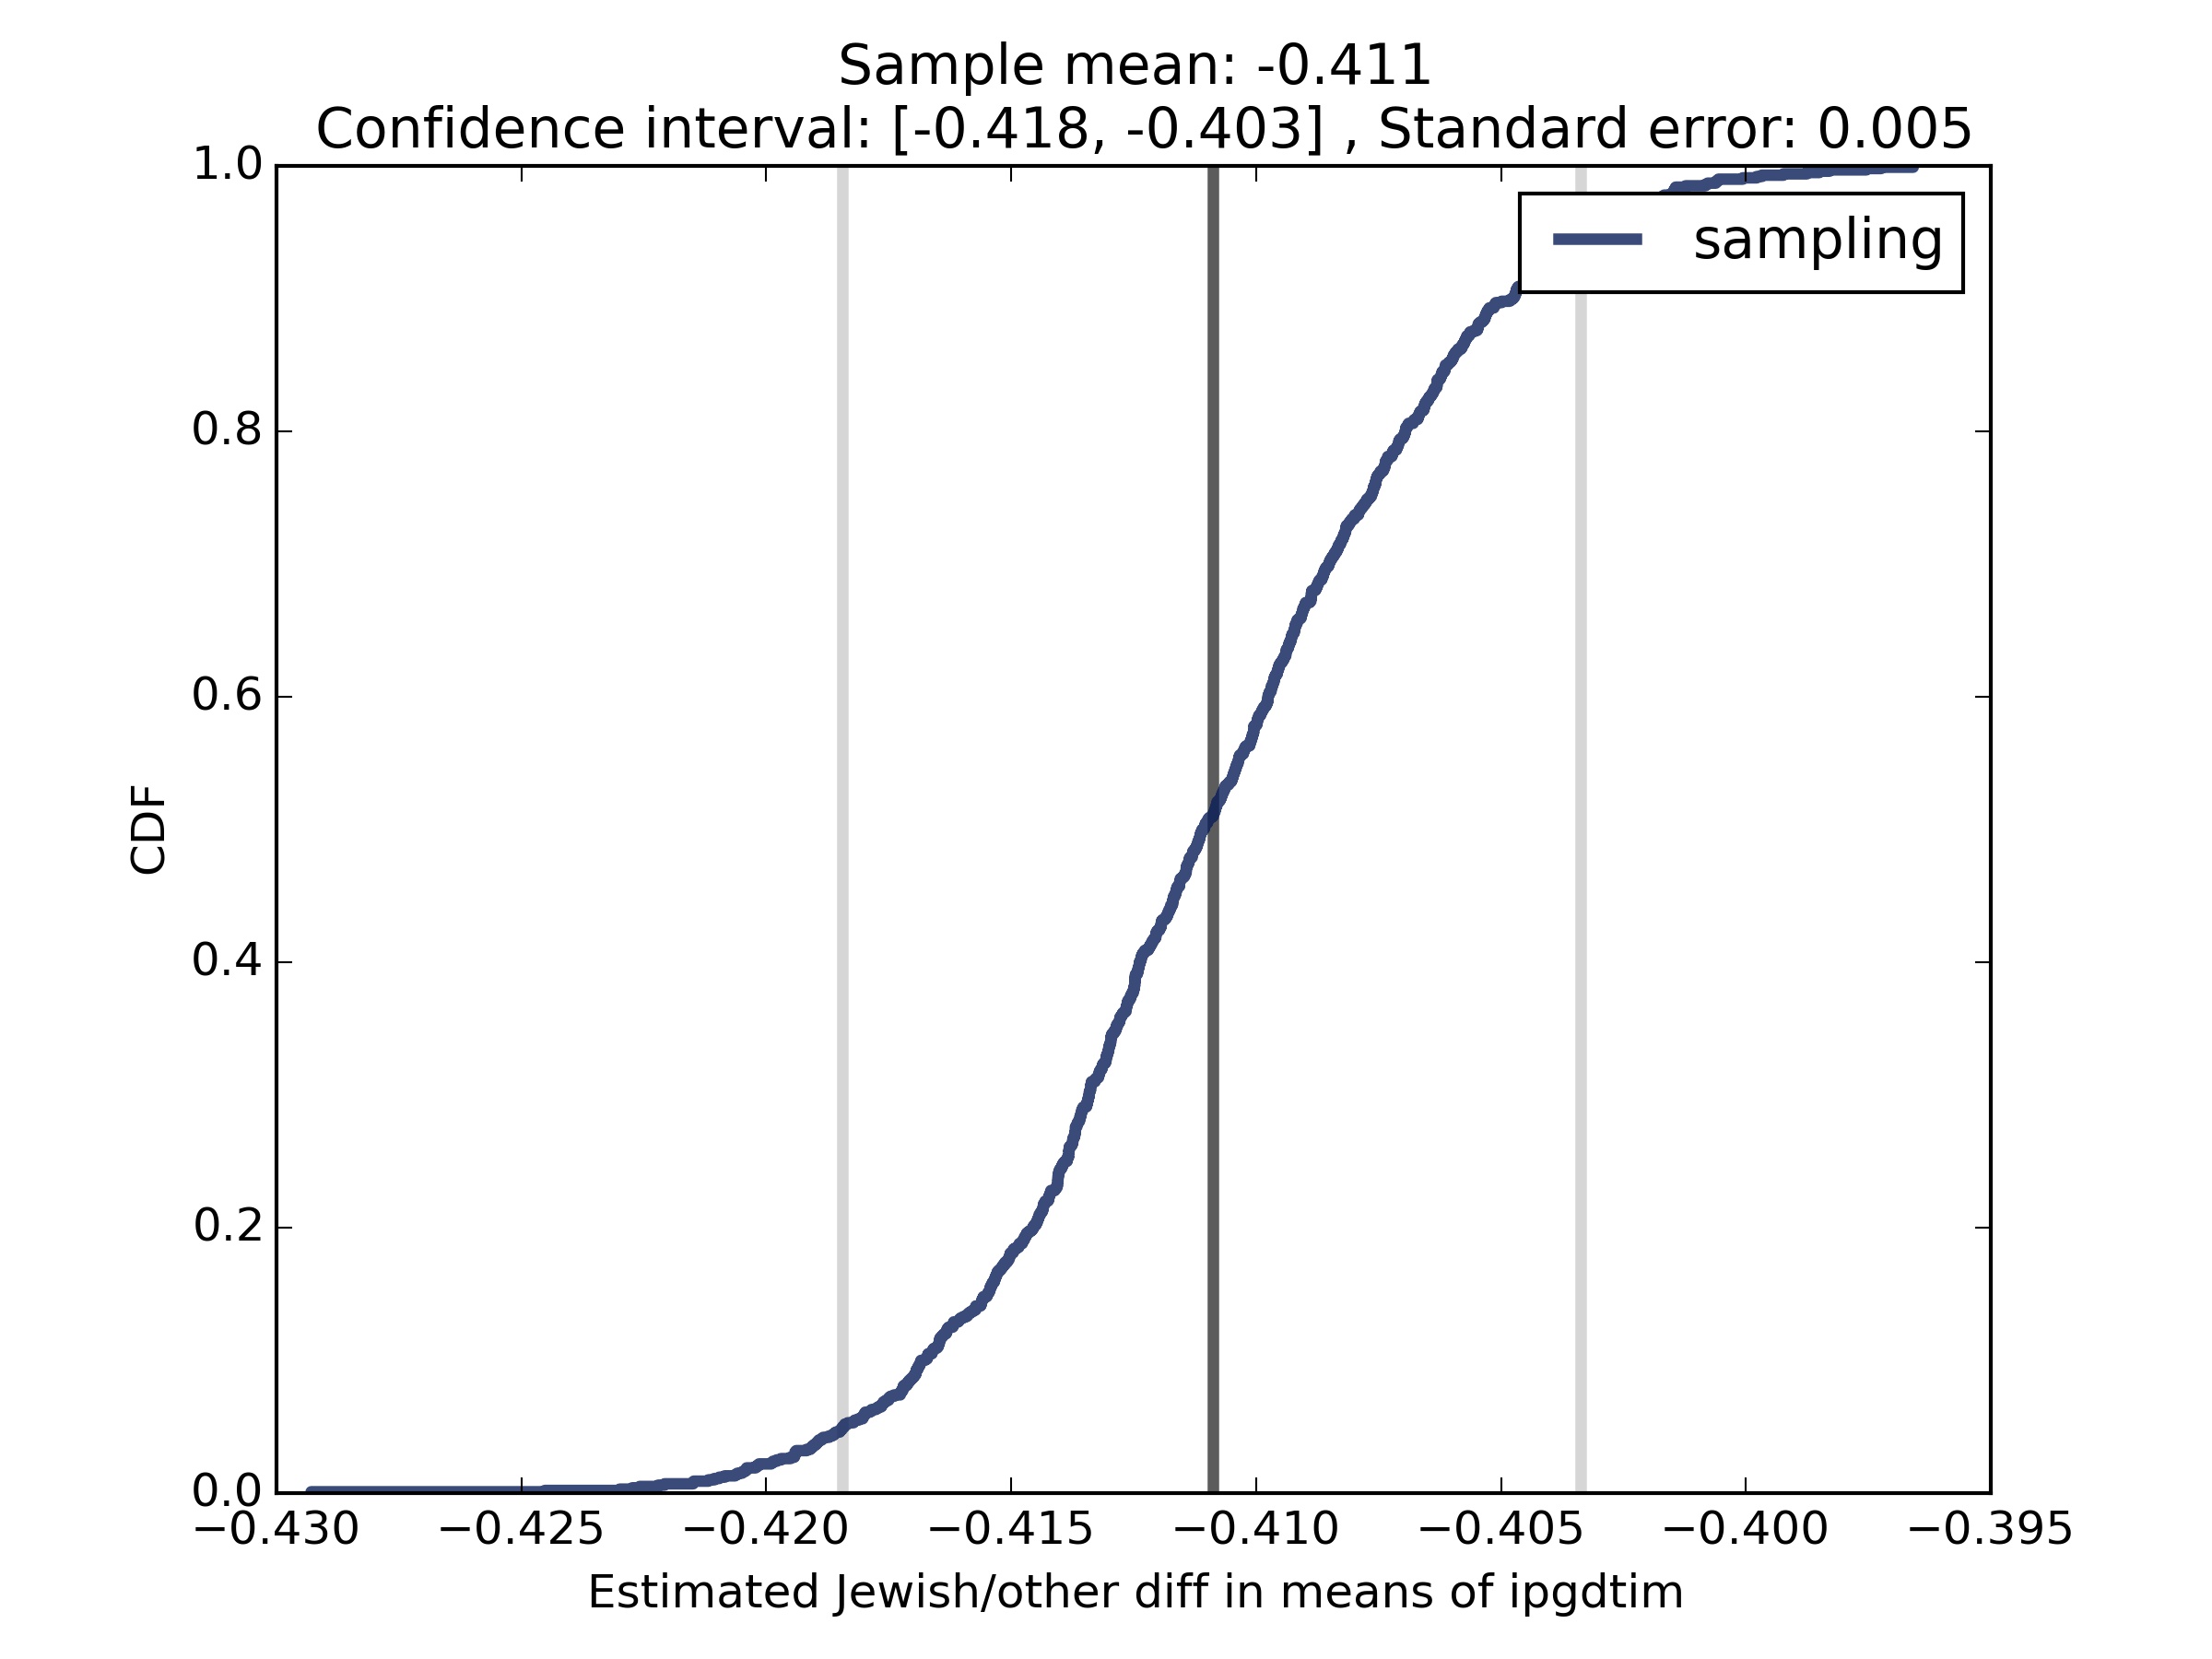 Sample mean: -0.411
Confidence interval: [-0.418, -0.403] , Standard error: 0.005
sampling
1.0
0.8
0.6
0.4
0.2
0.0
CDF
−0.430 −0.425 −0.420 −0.415 −0.410 −0.405 −0.400 −0.395
Estimated Jewish/other diff in means of ipgdtim